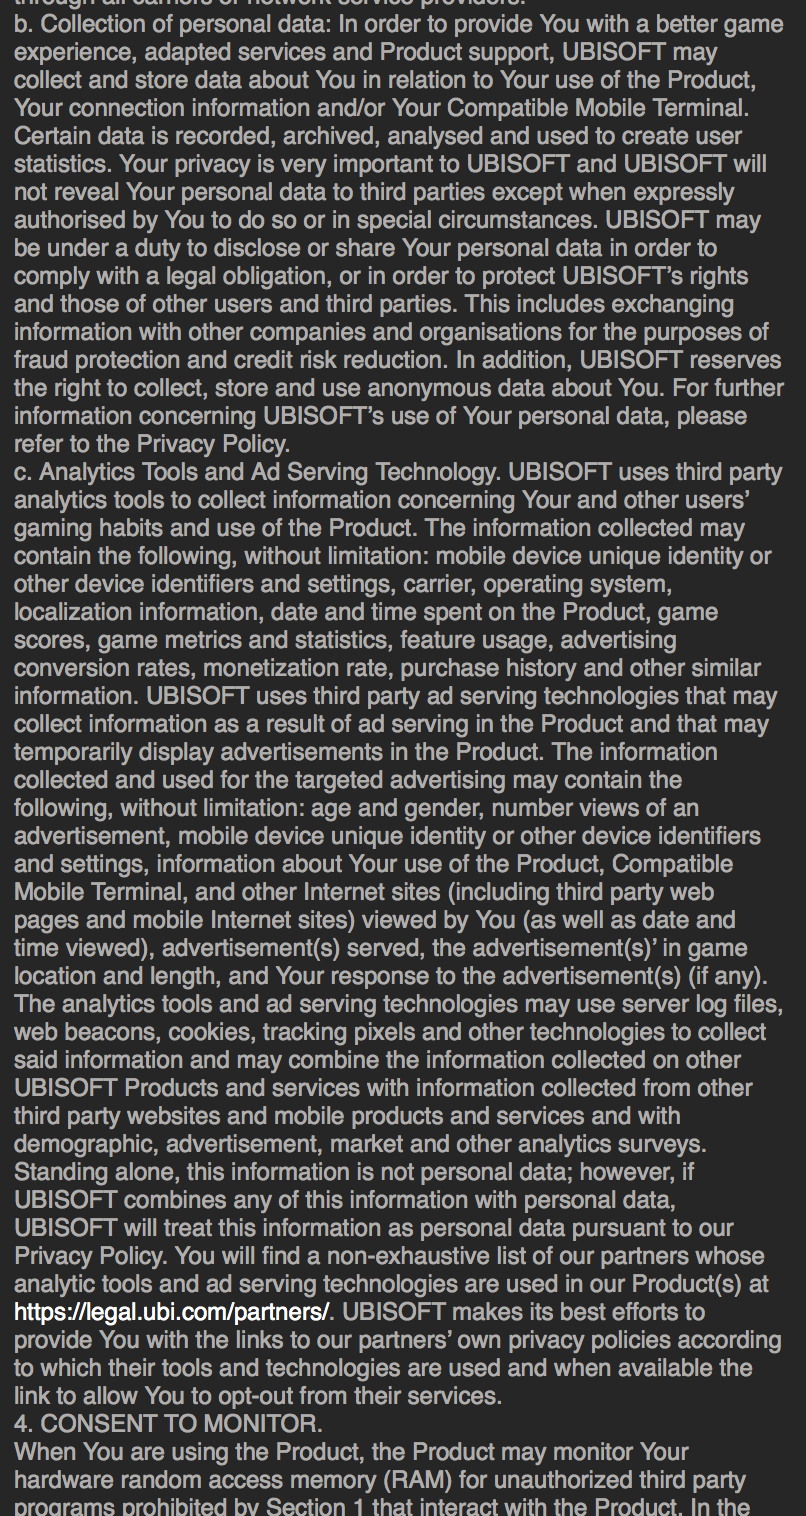 through all carriers or network service providers.
b. Collection of personal data: In order to provide You with a better game
experience, adapted services and Product support, UBISOFT may
collect and store data about You in relation to Your use of the Product,
Your connection information and/or Your Compatible Mobile Terminal.
Certain data is recorded, archived, analysed and used to create user
statistics. Your privacy is very important to UBISOFT and UBISOFT will
not reveal Your personal data to third parties except when expressly
authorised by You to do so or in special circumstances. UBISOFT may
be under a duty to disclose or share Your personal data in order to
comply with a legal obligation, or in order to protect UBISOFT’s rights
and those of other users and third parties. This includes exchanging
information with other companies and organisations for the purposes of
fraud protection and credit risk reduction. In addition, UBISOFT reserves
the right to collect, store and use anonymous data about You. For further
information concerning UBISOFT’s use of Your personal data, please
refer to the Privacy Policy.
c. Analytics Tools and Ad Serving Technology. UBISOFT uses third party
analytics tools to collect information concerning Your and other users’
gaming habits and use of the Product. The information collected may
contain the following, without limitation: mobile device unique identity or
other device identifiers and settings, carrier, operating system,
localization information, date and time spent on the Product, game
scores, game metrics and statistics, feature usage, advertising
conversion rates, monetization rate, purchase history and other similar
information. UBISOFT uses third party ad serving technologies that may
collect information as a result of ad serving in the Product and that may
temporarily display advertisements in the Product. The information
collected and used for the targeted advertising may contain the
following, without limitation: age and gender, number views of an
advertisement, mobile device unique identity or other device identifiers
and settings, information about Your use of the Product, Compatible
Mobile Terminal, and other Internet sites (including third party web
pages and mobile Internet sites) viewed by You (as well as date and
time viewed), advertisement(s) served, the advertisement(s)’ in game
location and length, and Your response to the advertisement(s) (if any).
The analytics tools and ad serving technologies may use server log files,
web beacons, cookies, tracking pixels and other technologies to collect
said information and may combine the information collected on other
UBISOFT Products and services with information collected from other
third party websites and mobile products and services and with
demographic, advertisement, market and other analytics surveys.
Standing alone, this information is not personal data; however, if
UBISOFT combines any of this information with personal data,
UBISOFT will treat this information as personal data pursuant to our
Privacy Policy. You will find a non-exhaustive list of our partners whose
analytic tools and ad serving technologies are used in our Product(s) at
https://legal.ubi.com/partners/. UBISOFT makes its best efforts to
provide You with the links to our partners’ own privacy policies according
to which their tools and technologies are used and when available the
link to allow You to opt-out from their services.
4. CONSENT TO MONITOR.
When You are using the Product, the Product may monitor Your
hardware random access memory (RAM) for unauthorized third party
programs prohibited by Section 1 that interact with the Product. In the